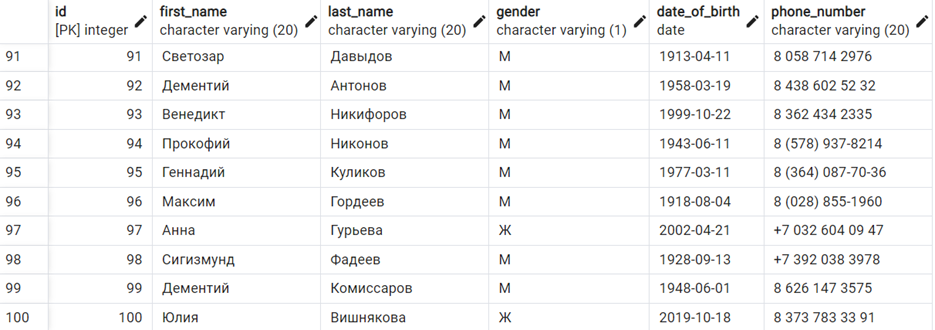 id first_name last_name gender date_of_birth phone_number
[PK] integer character varying (20) character varying (20) character varying (1) date character varying (20)
91 91 Светозар Давыдов М 1913-04-11 8 058 714 2976
92 92 Дементий Антонов М 1958-03-19 8 438 602 52 32
93 93 Венедикт Никифоров М 1999-10-22 8 362 434 2335
94 94 Прокофий Никонов М 1943-06-11 8 (578) 937-8214
95 95 Геннадий Куликов М 1977-03-11 8 (364) 087-70-36
96 96 Максим Гордеев М 1918-08-04 8 (028) 855-1960
97 97 Анна Гурьева Ж 2002-04-21 +7 032 604 09 47
98 98 Сигизмунд Фадеев М 1928-09-13 +7 392 038 3978
99 99 Дементий Комиссаров М 1948-06-01 8 626 147 3575
100 100 Юлия Вишнякова Ж 2019-10-18 8 373 783 33 91